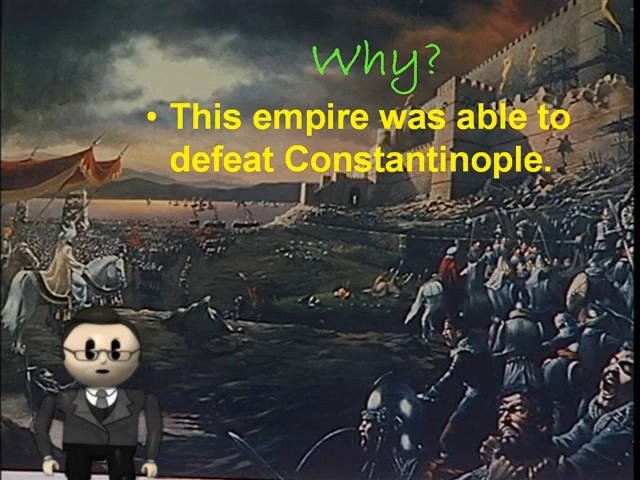 Why?
• This empire was able to
defeat Constantinople.